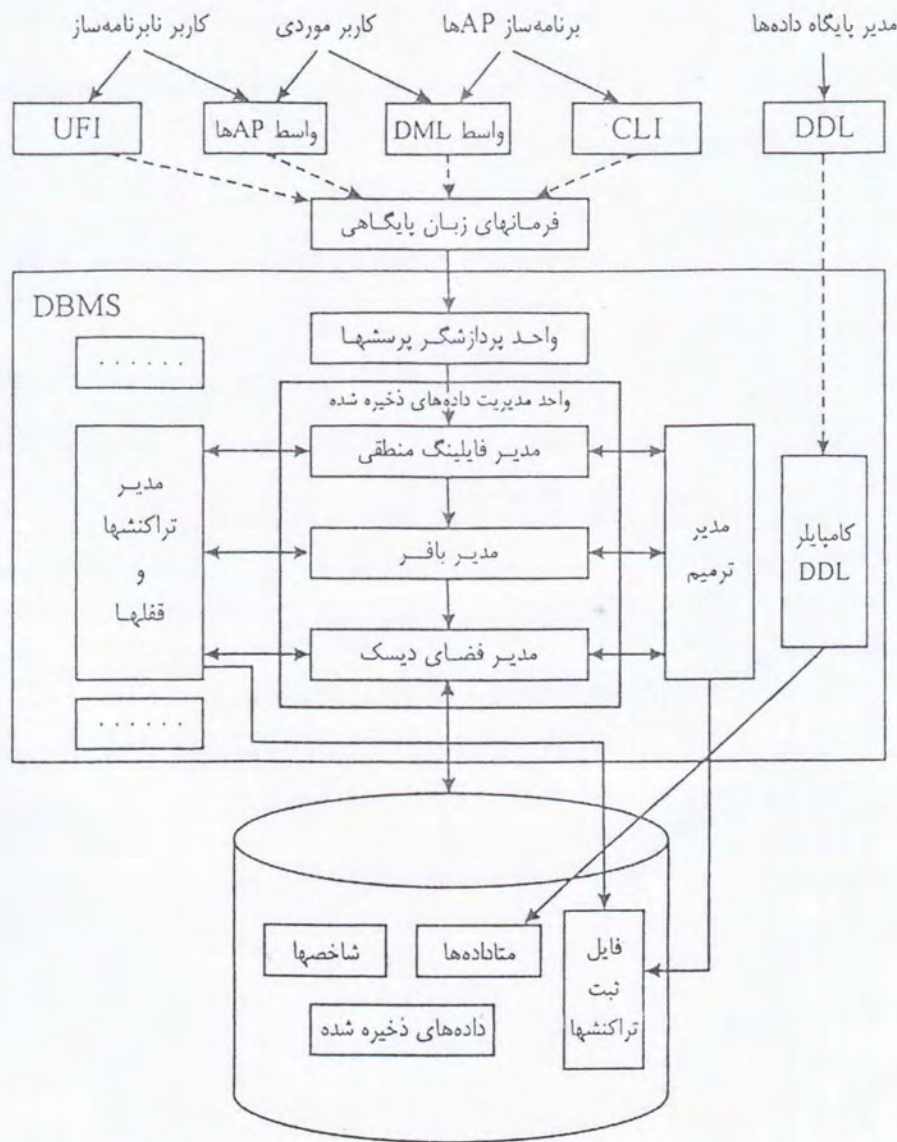 کاربر نابرنامه‌ساز
کاربر موردی
برنامه‌ساز APها
مدیر پایگاه داده‌ها
UFI
واسط APها
واسط DML
CLI
DDL
فرمانهای زبان پایگاهی
DBMS
واحد پردازشگر پرسشها
. . . . . .
واحد مدیریت داده‌های ذخیره شده
مدیر فایلینگ منطقی
مدیر بافر
مدیر فضای دیسک
مدیر
تراکنشها
و
قفلها
مدیر
ترمیم
کامپایلر
DDL
. . . . . .
شاخصها
متاداده‌ها
فایل
ثبت
تراکنشها
داده‌های ذخیره شده